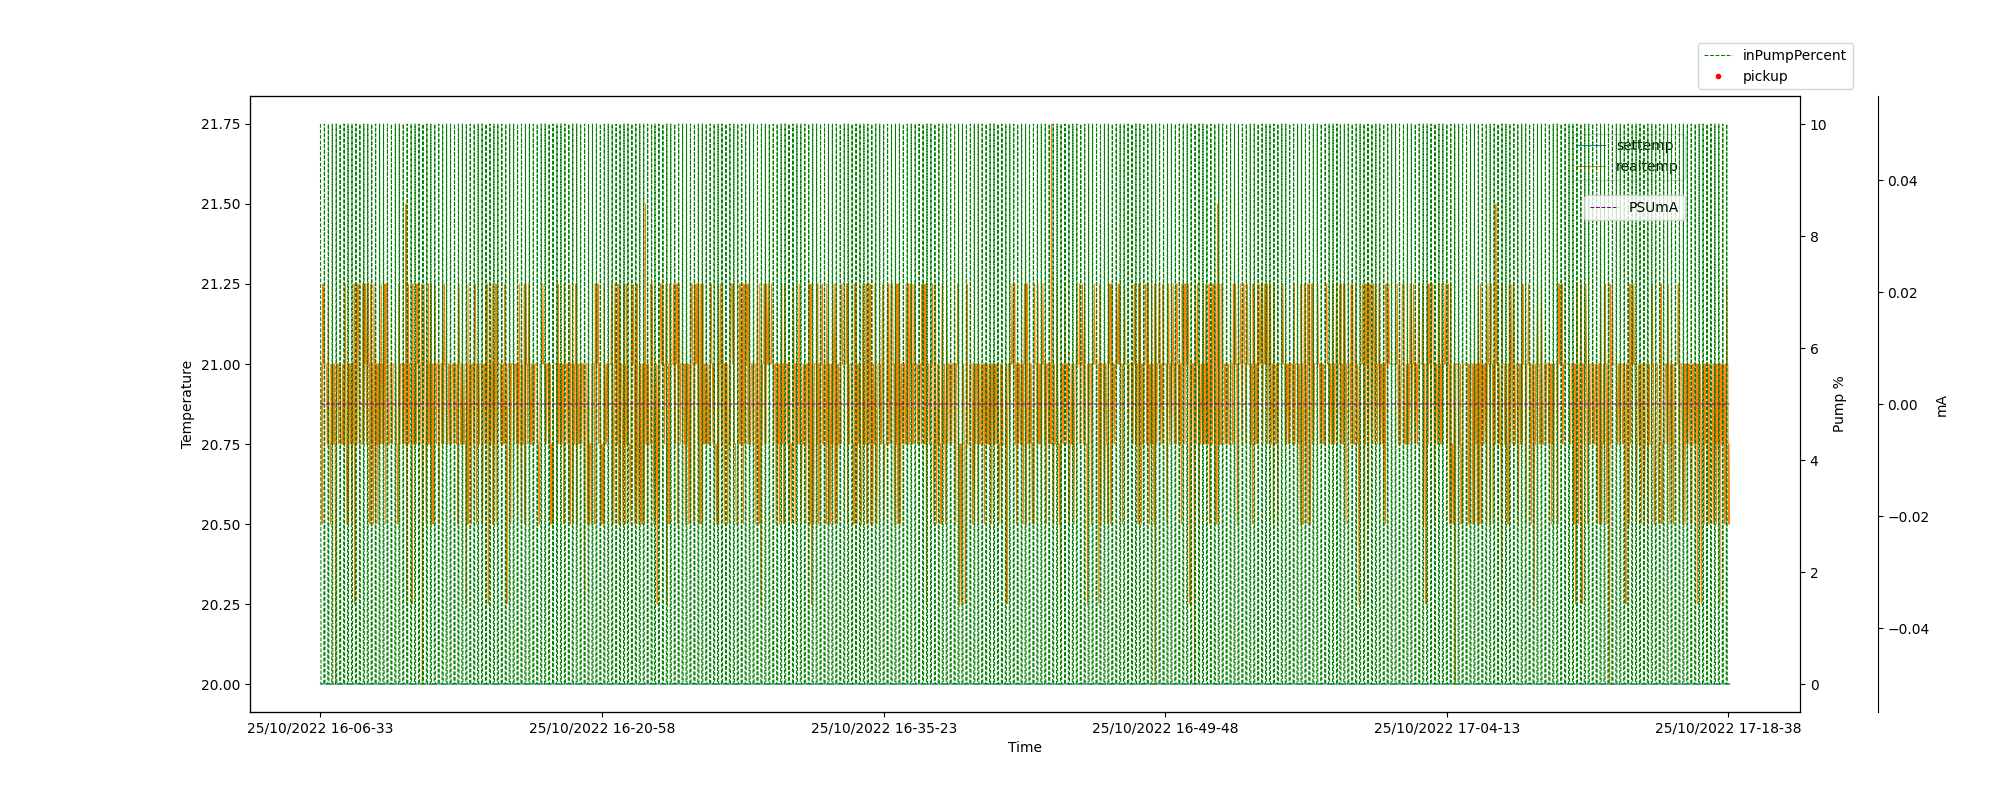 inPumpPercent
pickup
21.75
21.50
21.25
21.00
20.75
20.50
20.25
20.00
Temperature
settemp
realtemp
PSUmA
10
8
6
4
2
0
Pump %
0.04
0.02
0.00
−0.02
−0.04
mA
25/10/2022 16-06-33
25/10/2022 16-20-58
25/10/2022 16-35-23
25/10/2022 16-49-48
25/10/2022 17-04-13
25/10/2022 17-18-38
Time